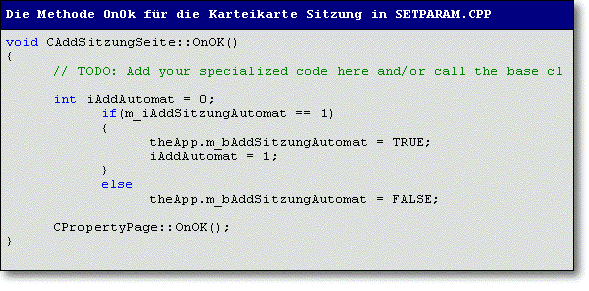 Die Methode OnOk für die Karteikarte Sitzung in SETPARAM.CPP
void CAddSitzungSeite::OnOK()
{
// TODO: Add your specialized code here and/or call the base cl
int iAddAutomat = 0;
if(m_iAddSitzungAutomat == 1)
{
theApp.m_bAddSitzungAutomat = TRUE;
iAddAutomat = 1;
}
else
theApp.m_bAddSitzungAutomat = FALSE;
CPropertyPage::OnOK();
}